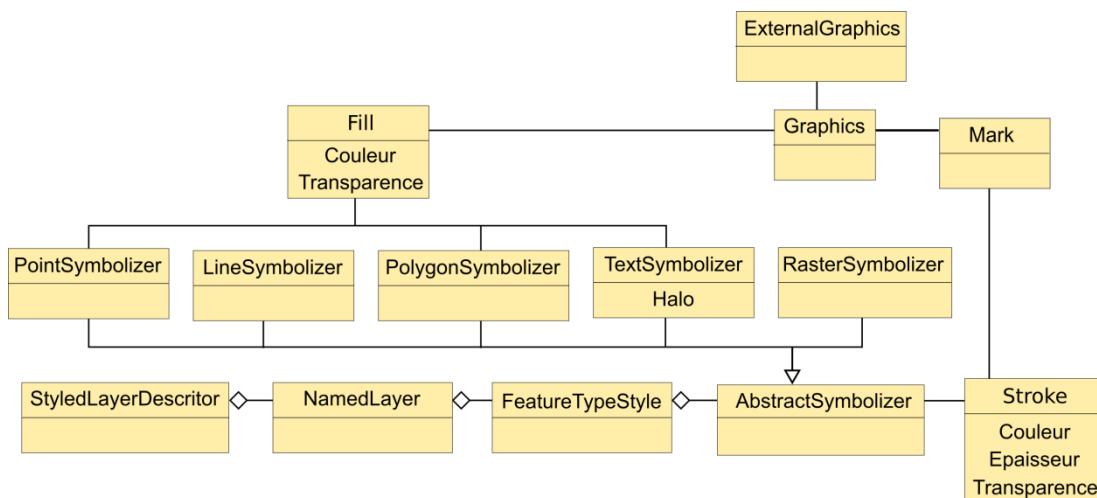 ExternalGraphics
Fill
Couleur
Transparence
Graphics
Mark
PointSymbolizer
LineSymbolizer
PolygonSymbolizer
TextSymbolizer
Halo
RasterSymbolizer
StyledLayerDescritor
NamedLayer
FeatureTypeStyle
AbstractSymbolizer
Stroke
Couleur
Epaisseur
Transparence